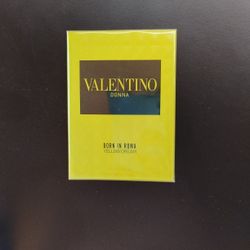 VALENTINO
DONNA
BORN IN ROMA
YELLOW DREAM